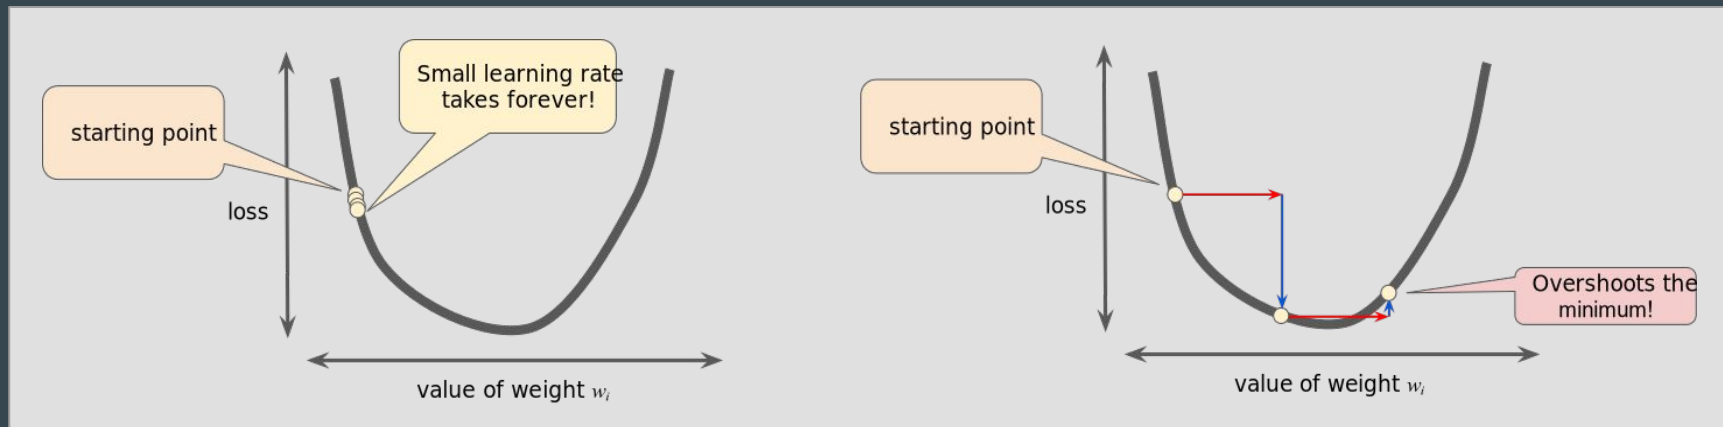 Small learning rate
takes forever!
starting point
loss
value of weight wᵢ
starting point
loss
Overshoots the
minimum!
value of weight wᵢ